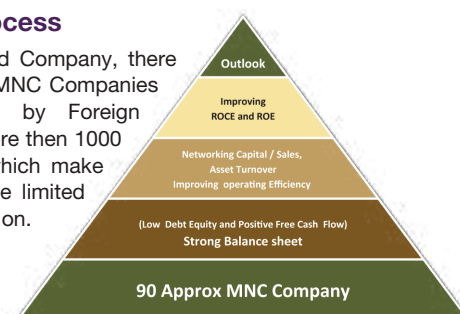 ocess
d Company, there
MNC Companies
by Foreign
re then 1000
which make
e limited
on.
Outlook
Improving
ROCE and ROE
Networking Capital / Sales,
Asset Turnover
Improving operating Efficiency
(Low Debt Equity and Positive Free Cash Flow)
Strong Balance sheet
90 Approx MNC Company